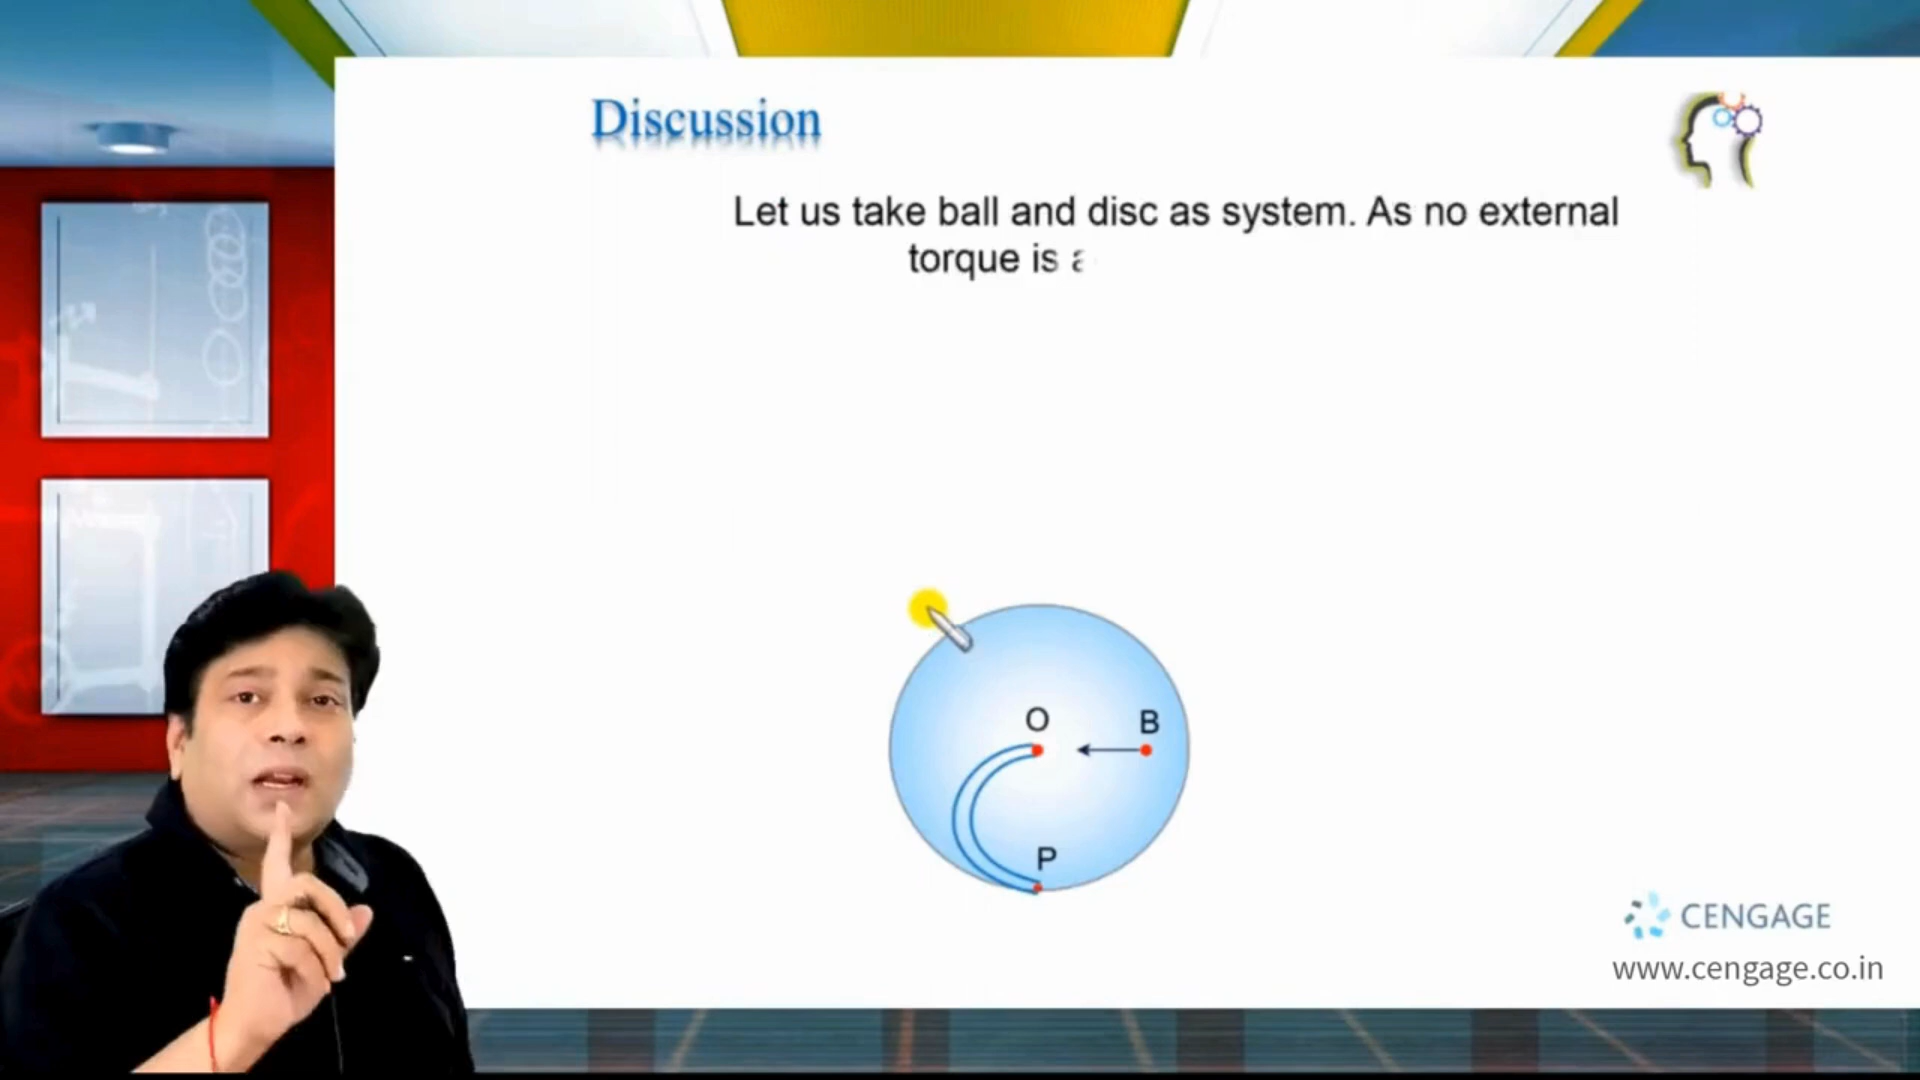 Discussion
Let us take ball and disc as system. As no external
torque is
O
B
P
CENGAGE
www.cengage.co.in